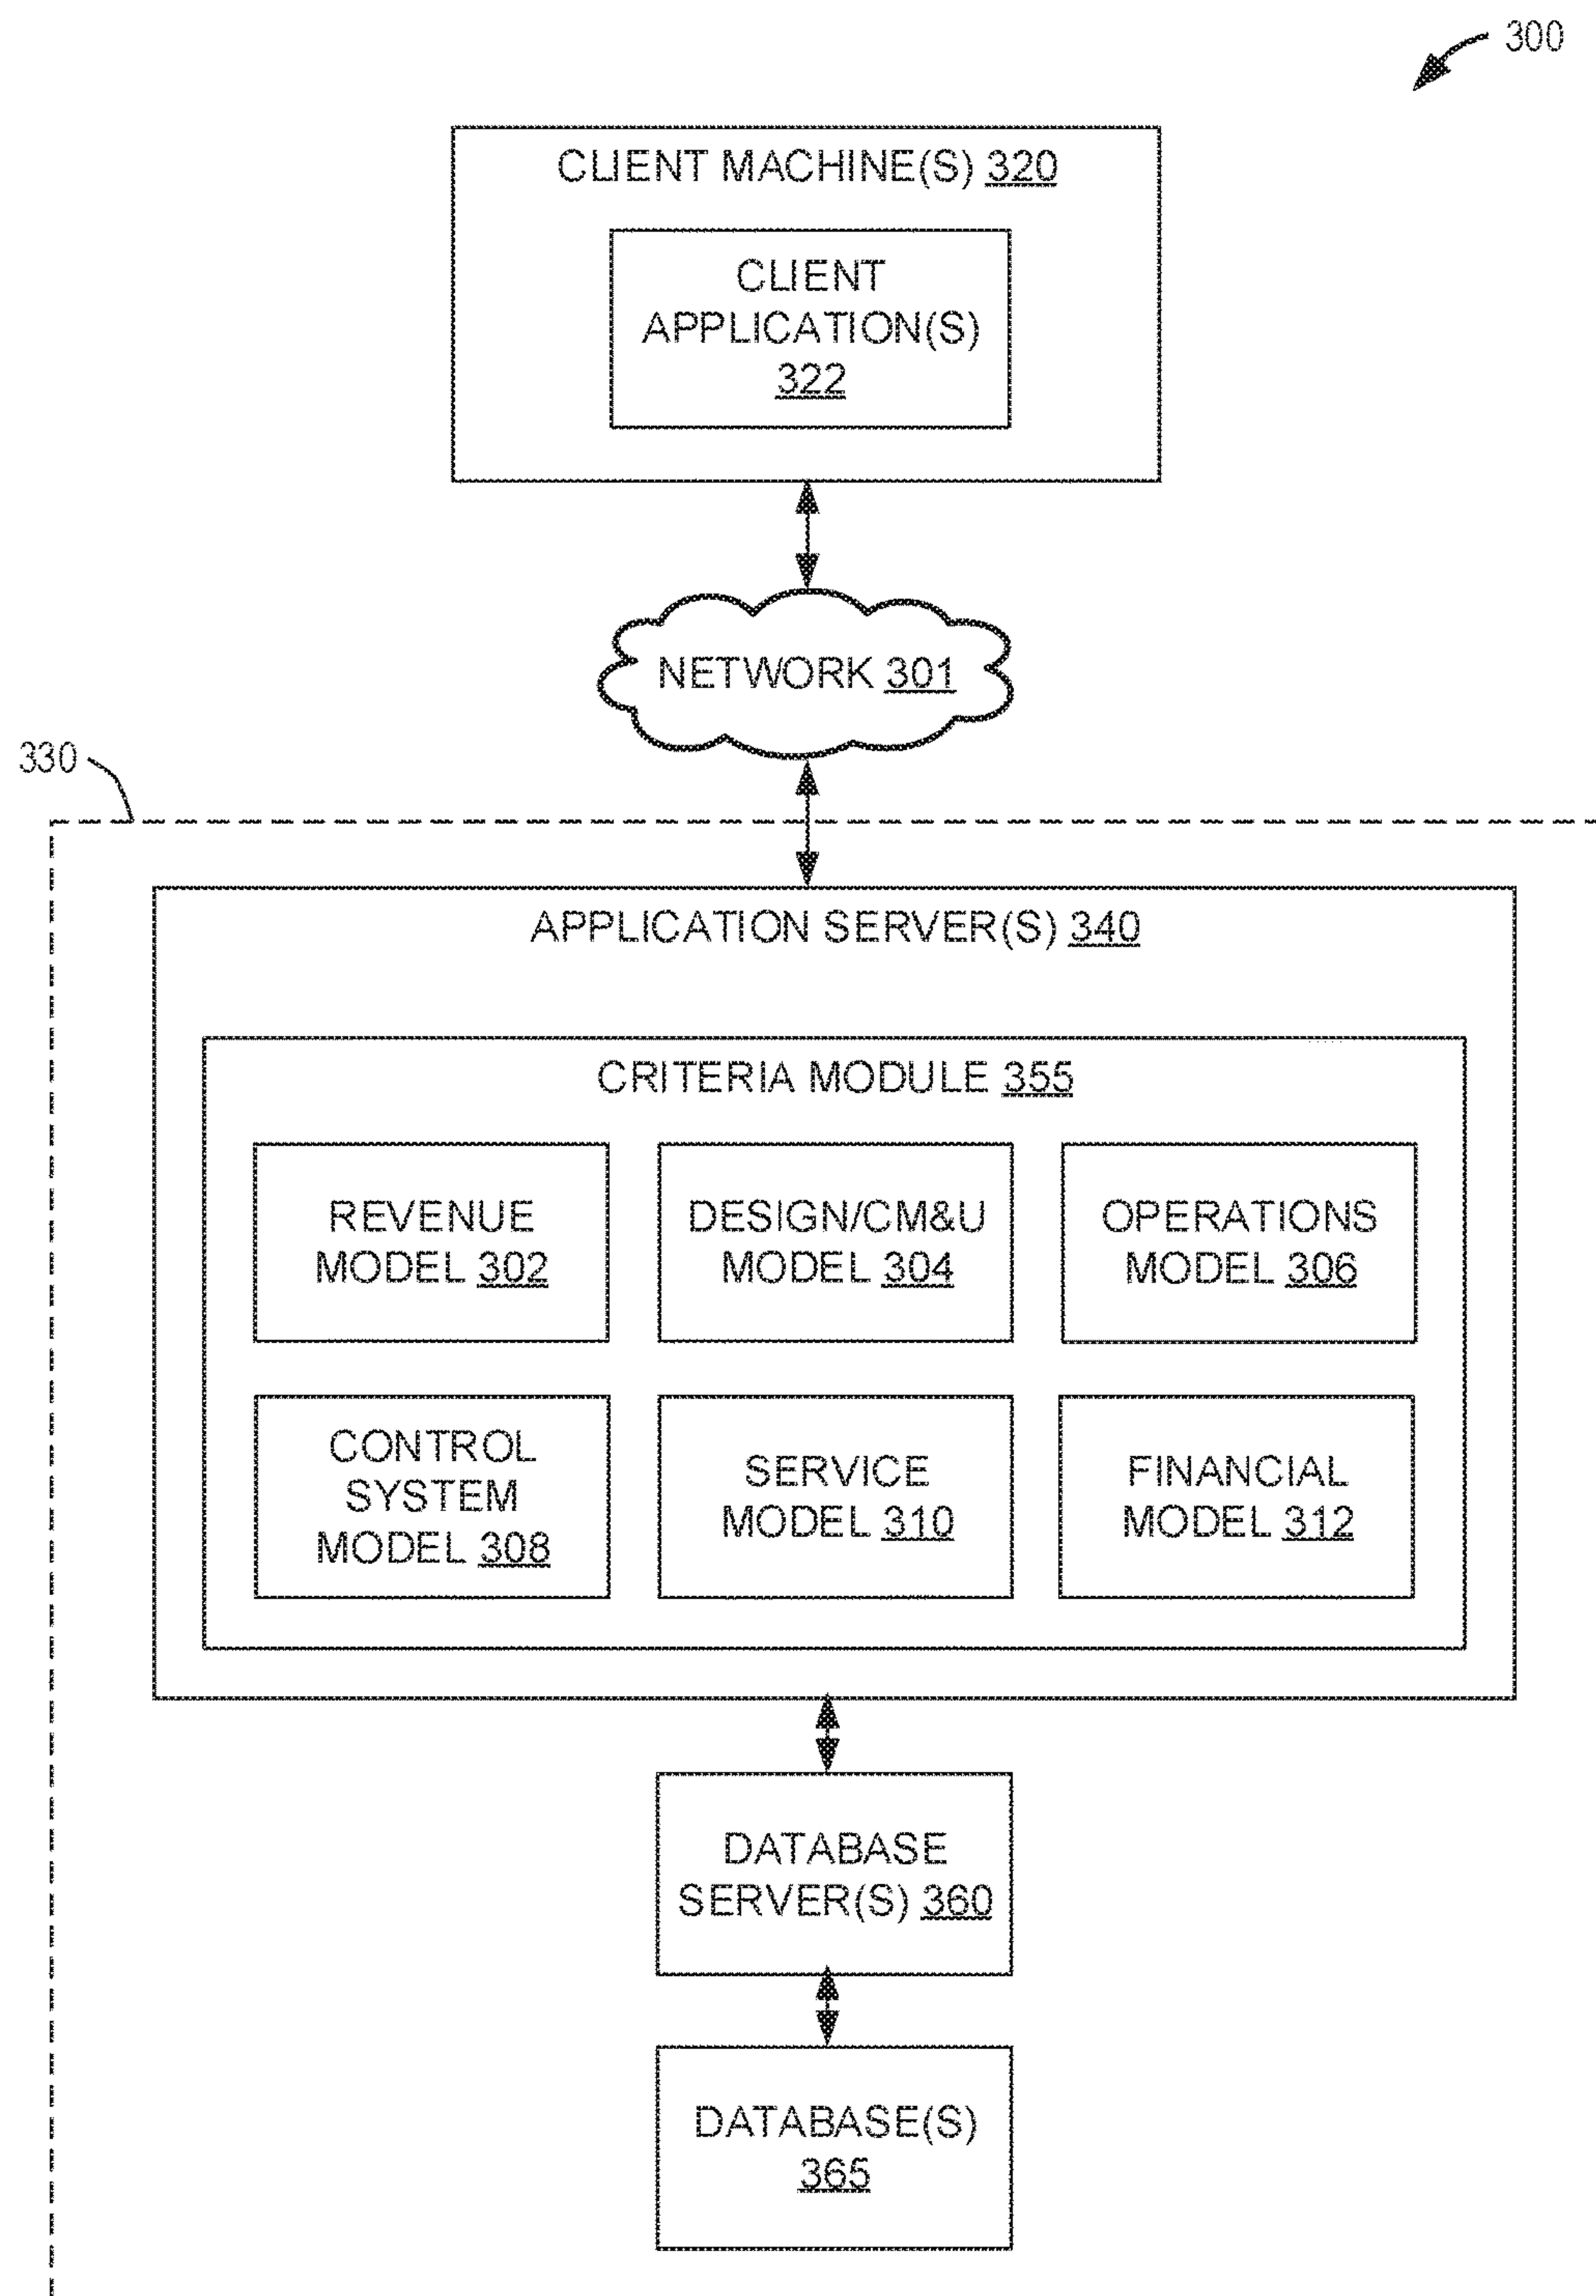 300
CLIENT MACHINE(S) 320
CLIENT
APPLICATION(S)
322
NETWORK 301
330
APPLICATION SERVER(S) 340
CRITERIA MODULE 355
REVENUE
MODEL 302
DESIGN/CM&U
MODEL 304
OPERATIONS
MODEL 306
CONTROL
SYSTEM
MODEL 308
SERVICE
MODEL 310
FINANCIAL
MODEL 312
DATABASE
SERVER(S) 360
DATABASE(S)
365